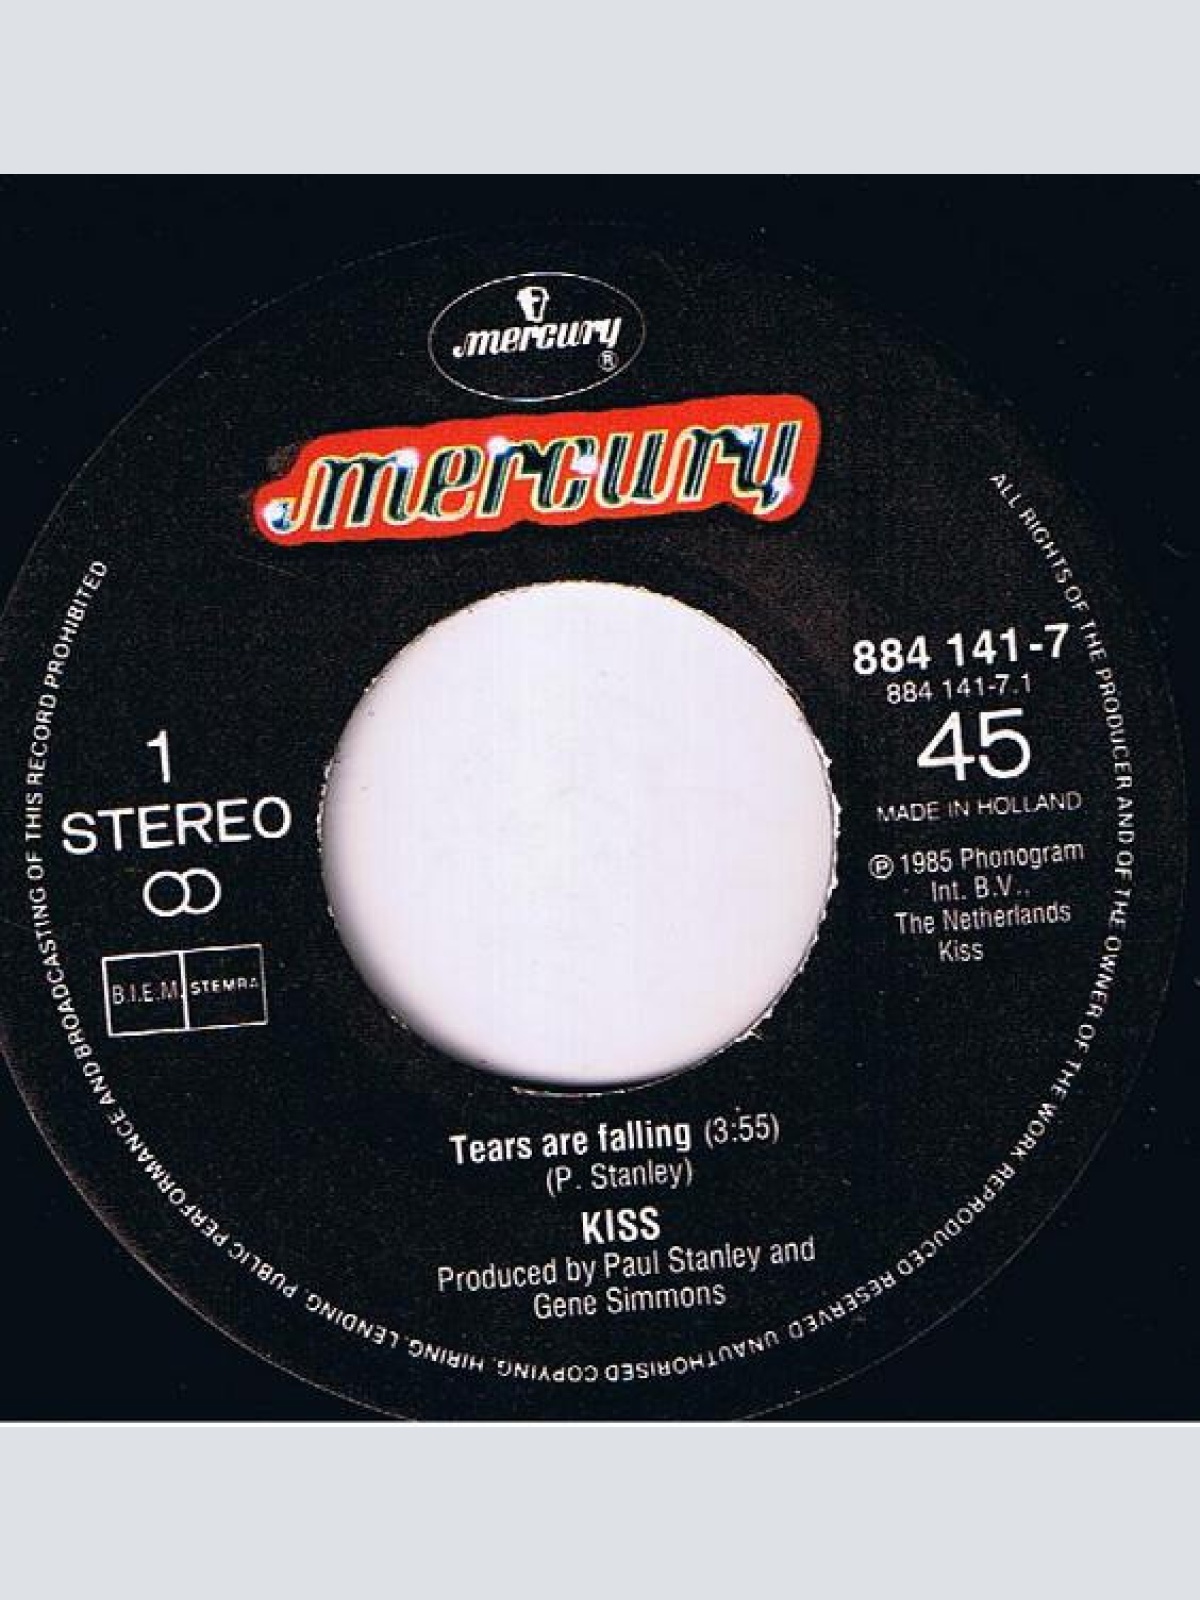 mercury
®
mercury
884 141-7
884 141-7.1
45
MADE IN HOLLAND
℗ 1985 Phonogram
Int. B.V..
The Netherlands
Kiss
1
STEREO
B.I.E.M. STEMRA
Tears are falling (3:55)
(P. Stanley)
KISS
Produced by Paul Stanley and
Gene Simmons
ALL RIGHTS OF THE PRODUCER AND OF THE OWNER OF THE WORK REPRODUCED RESERVED. UNAUTHORISED COPYING, HIRING, LENDING, PUBLIC PERFORMANCE AND BROADCASTING OF THIS RECORD PROHIBITED